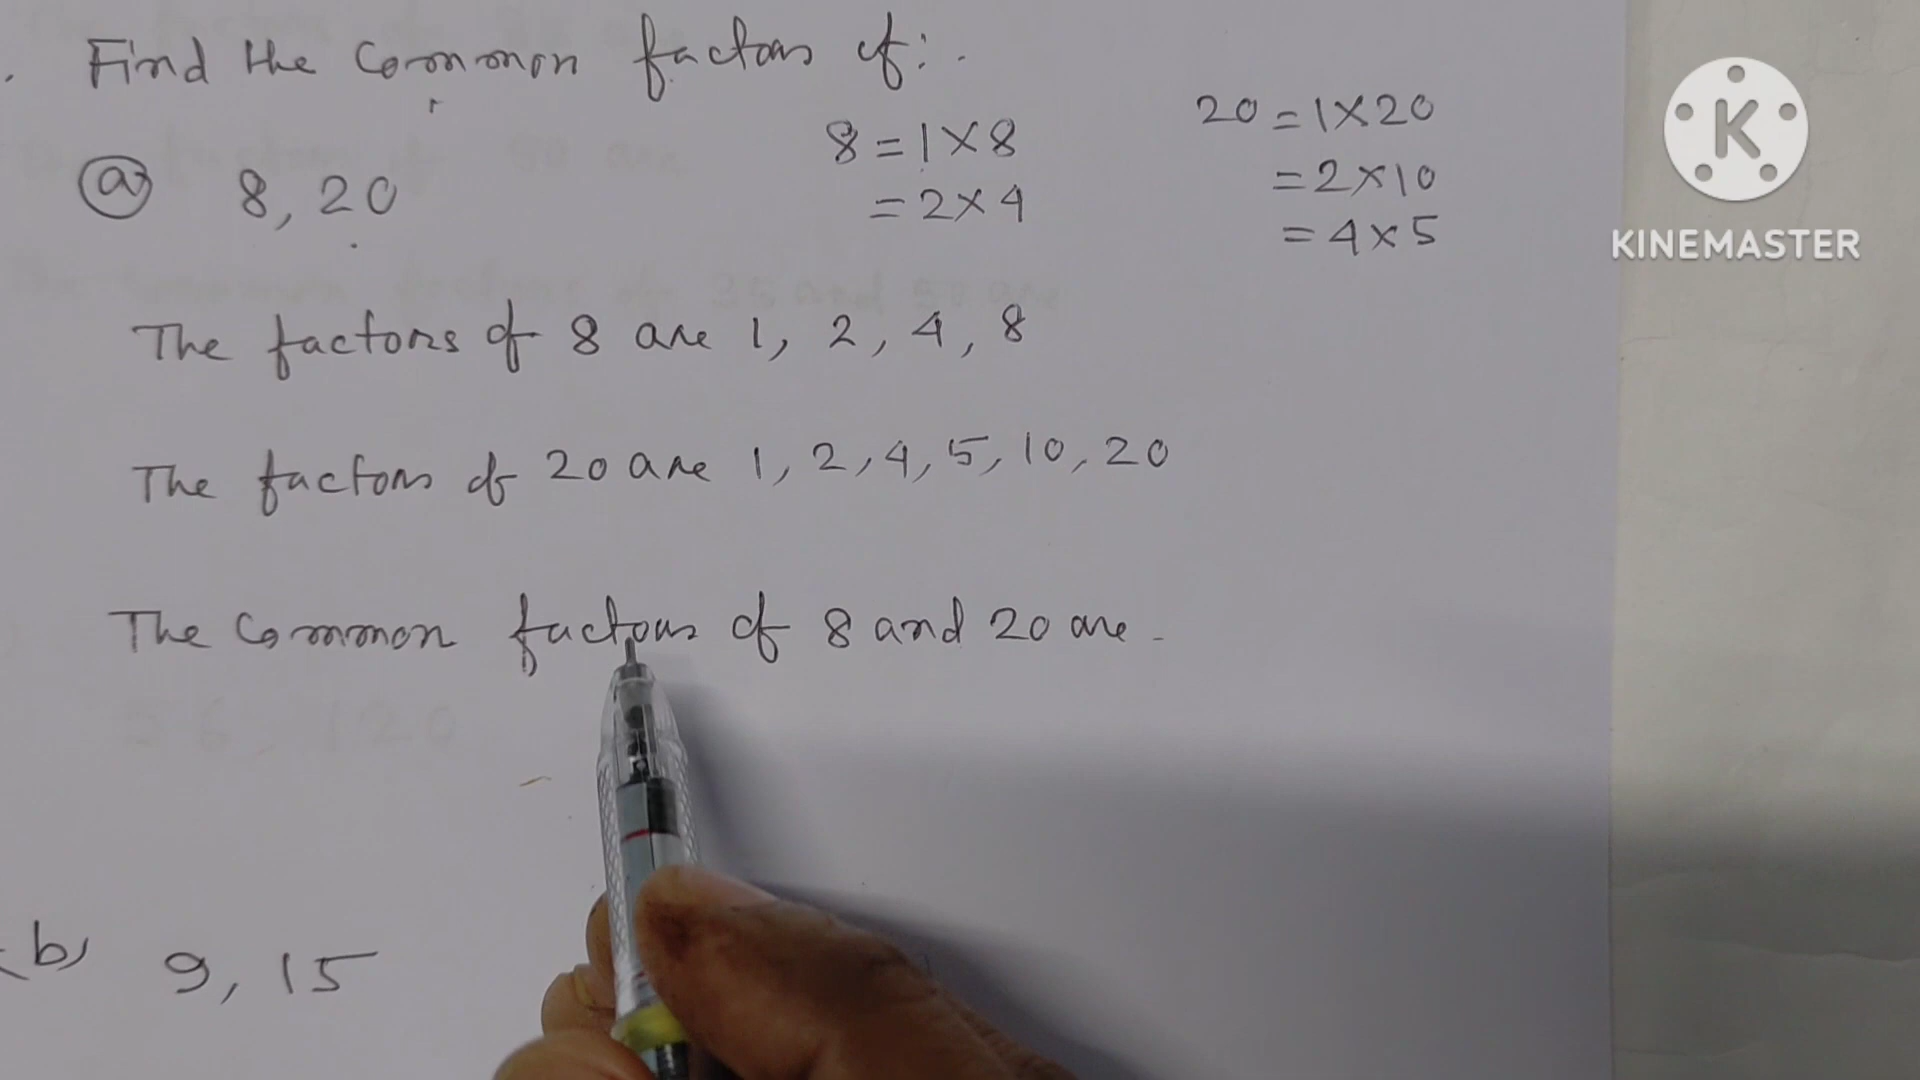 Find the Common factors of:-
(a) 8, 20
8 = 1 × 8
= 2 × 4
20 = 1 × 20
= 2 × 10
= 4 × 5
K
KINEMASTER
The factors of 8 are 1, 2, 4, 8
The factors of 20 are 1, 2, 4, 5, 10, 20
The Common factors of 8 and 20 are -
(b) 9, 15